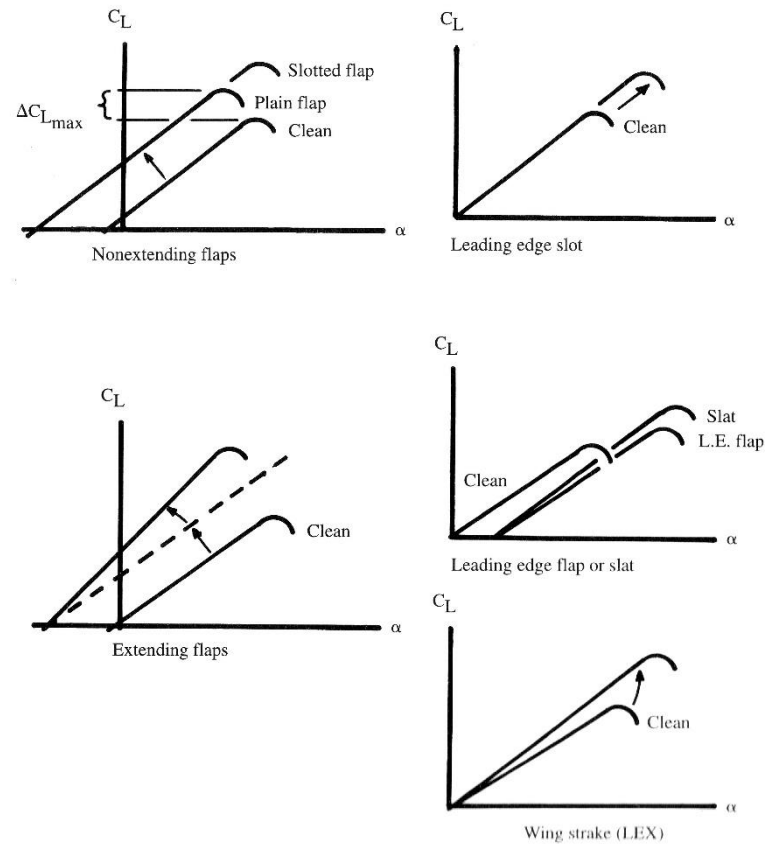 C_L
Slotted flap
Plain flap
ΔC_Lmax
Clean
α
Nonextending flaps
C_L
Clean
α
Leading edge slot
C_L
Clean
α
Extending flaps
C_L
Slat
L.E. flap
Clean
α
Leading edge flap or slat
C_L
Clean
α
Wing strake (LEX)